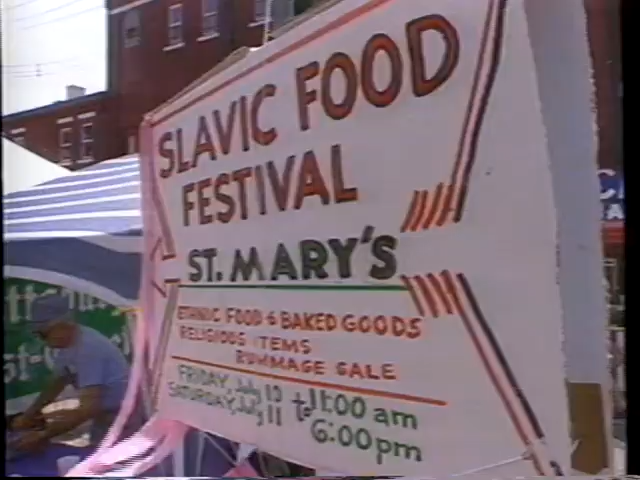 SLAVIC FOOD
FESTIVAL
ST. MARY'S
ETHNIC FOOD & BAKED GOODS
RELIGIOUS ITEMS
RUMMAGE SALE
FRIDAY, July 10
SATURDAY, July 11
11:00 am
to
6:00 pm